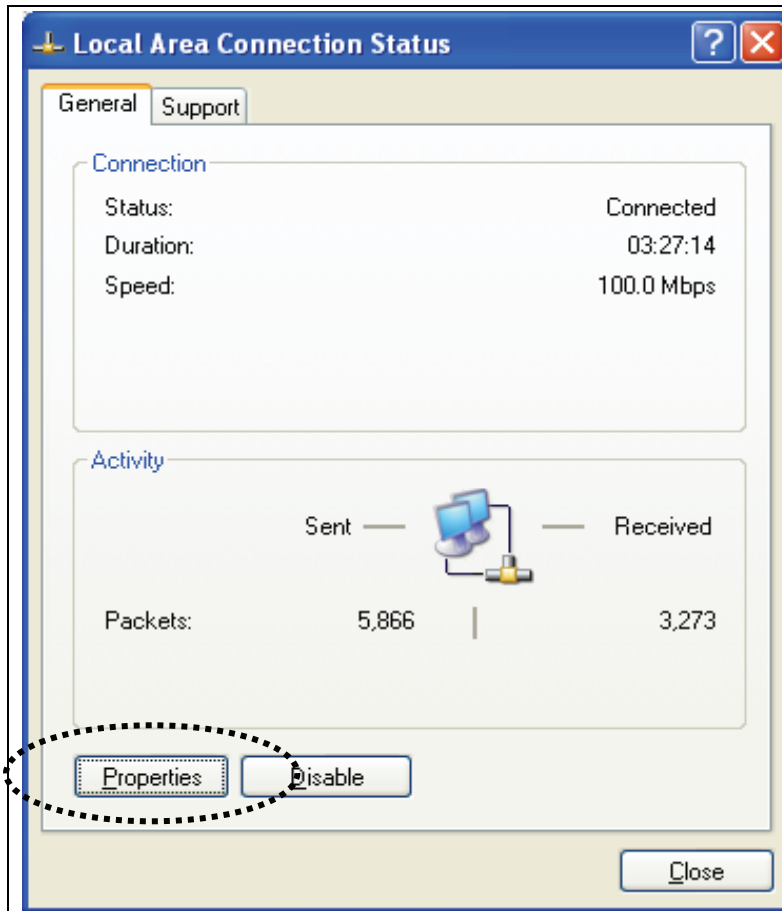 Local Area Connection Status
General Support
Connection
Status: Connected
Duration: 03:27:14
Speed: 100.0 Mbps
Activity
Sent Received
Packets: 5,866 3,273
Properties Disable
Close